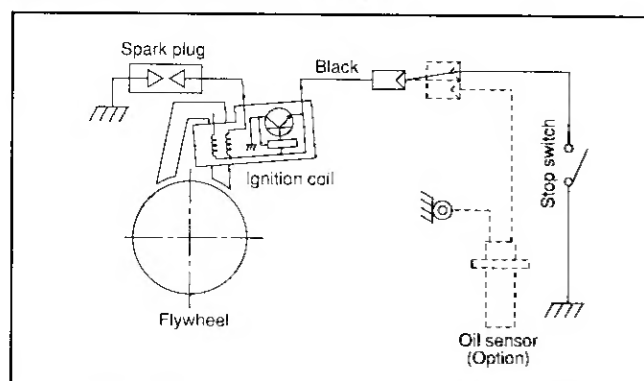 Spark plug
Black
Ignition coil
Stop switch
Flywheel
Oil sensor
(Option)